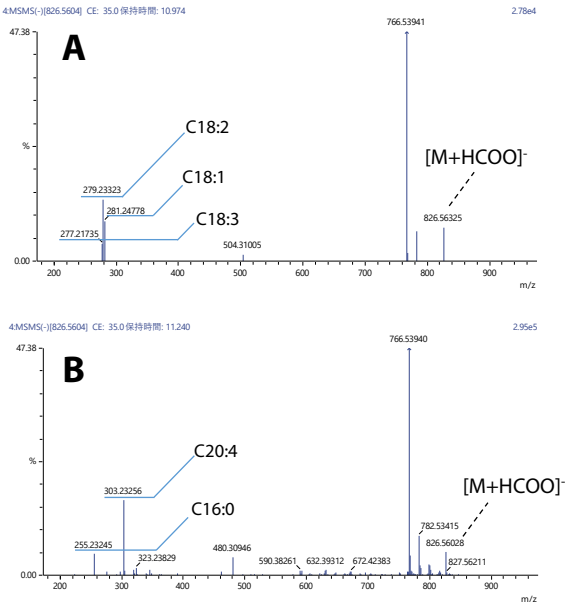 4:MSMS(-)[826.5604] CE: 35.0 保持時間: 10.974 2.78e4
47.38
A
766.53941
C18:2
[M+HCOO]-
%
C18:1
279.23323
281.24778
C18:3
826.56325
277.21735
504.31005
0.00
200 300 400 500 600 700 800 900
m/z
4:MSMS(-)[826.5604] CE: 35.0 保持時間: 11.240 2.95e5
766.53940
47.38
B
C20:4
%
[M+HCOO]-
303.23256
C16:0
782.53415
255.23245
826.56028
323.23829
480.30946
590.38261 632.39312 672.42383
827.56211
0.00
200 300 400 500 600 700 800 900
m/z